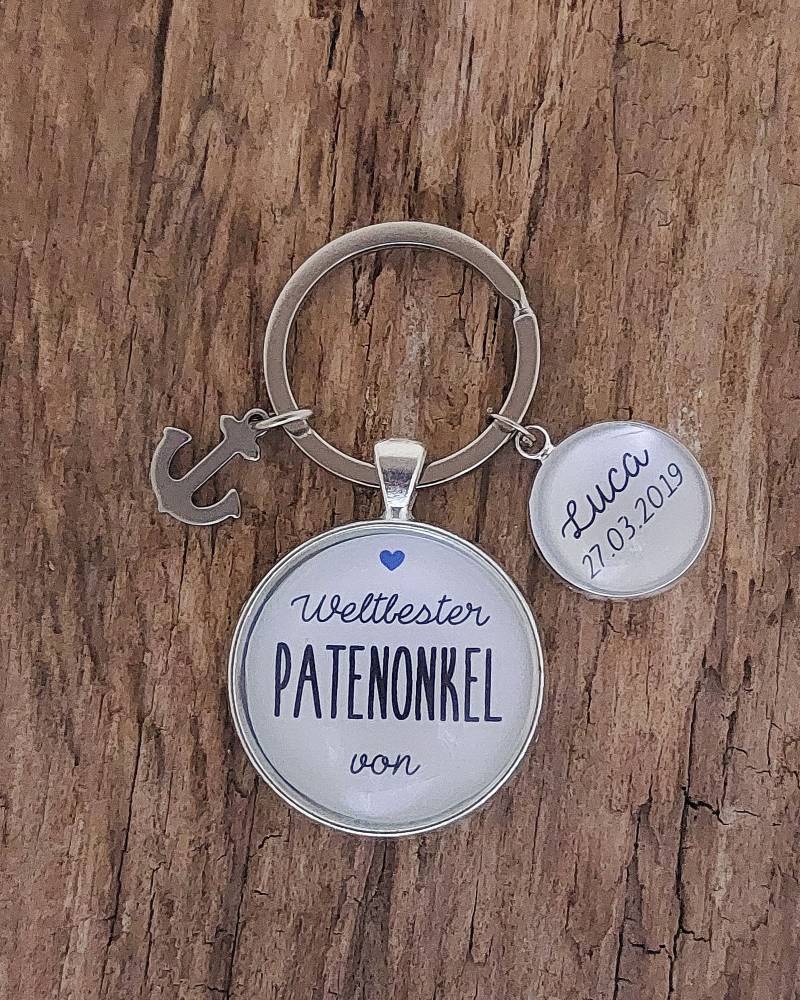 Weltbester
PATENONKEL
von
Luca
27.03.2019